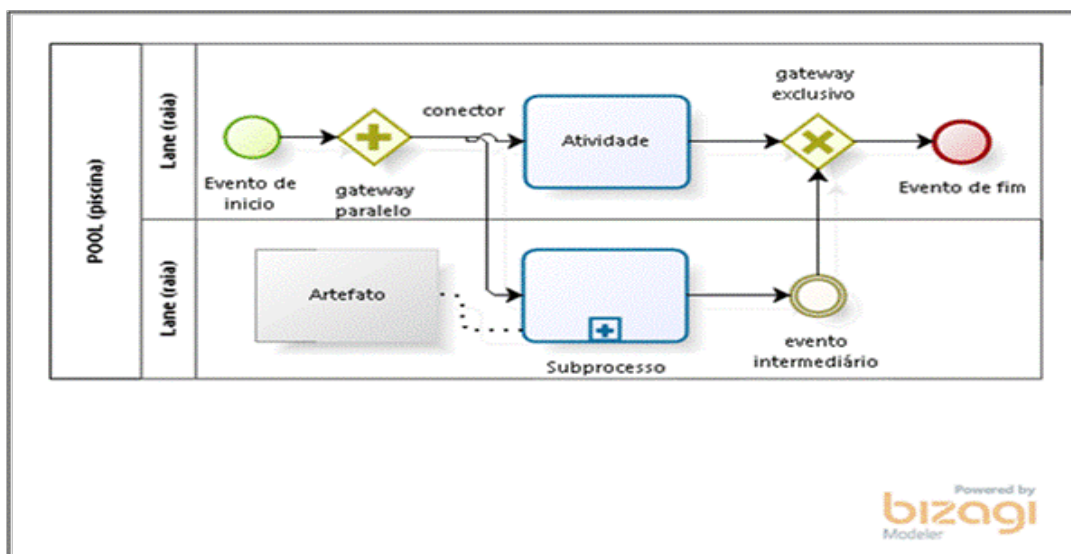 POOL (piscina)
Lane (raia)
Evento de
inicio
gateway
paralelo
conector
Atividade
gateway
exclusivo
Evento de fim
Lane (raia)
Artefato
Subprocesso
evento
intermediário
Powered by
bizagi
Modeler